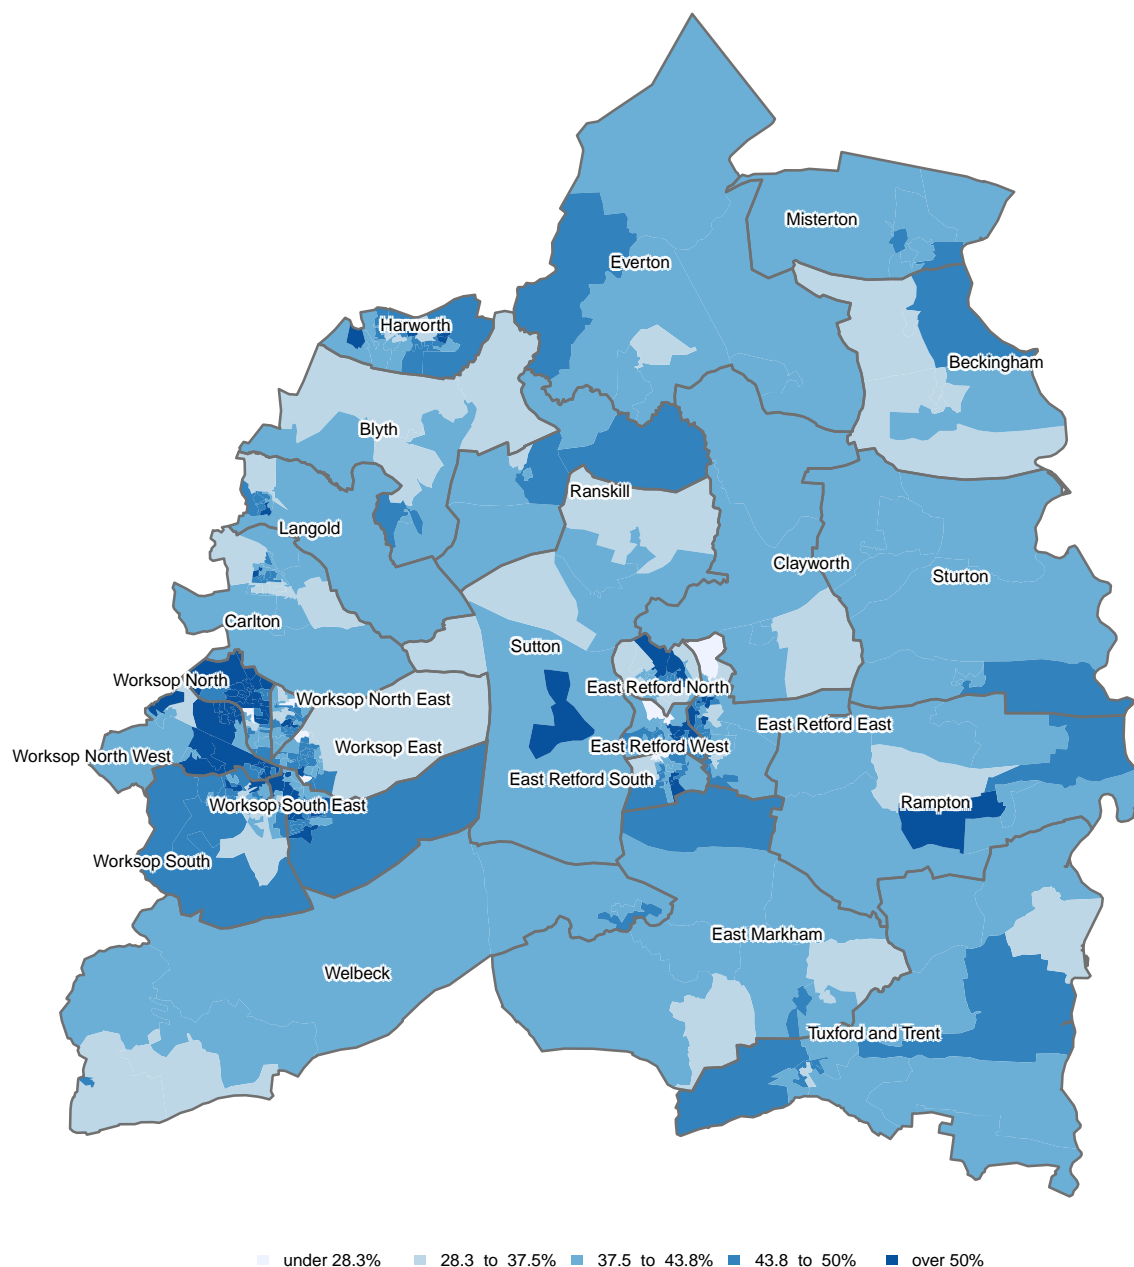 Misterton
Everton
Harworth
Beckingham
Blyth
Ranskill
Langold
Clayworth
Sturton
Carlton
Sutton
Worksop North
East Retford North
Worksop North East
East Retford East
Worksop East
East Retford West
Worksop North West
East Retford South
Rampton
Worksop South East
Worksop South
East Markham
Welbeck
Tuxford and Trent
under 28.3% 28.3 to 37.5% 37.5 to 43.8% 43.8 to 50% over 50%